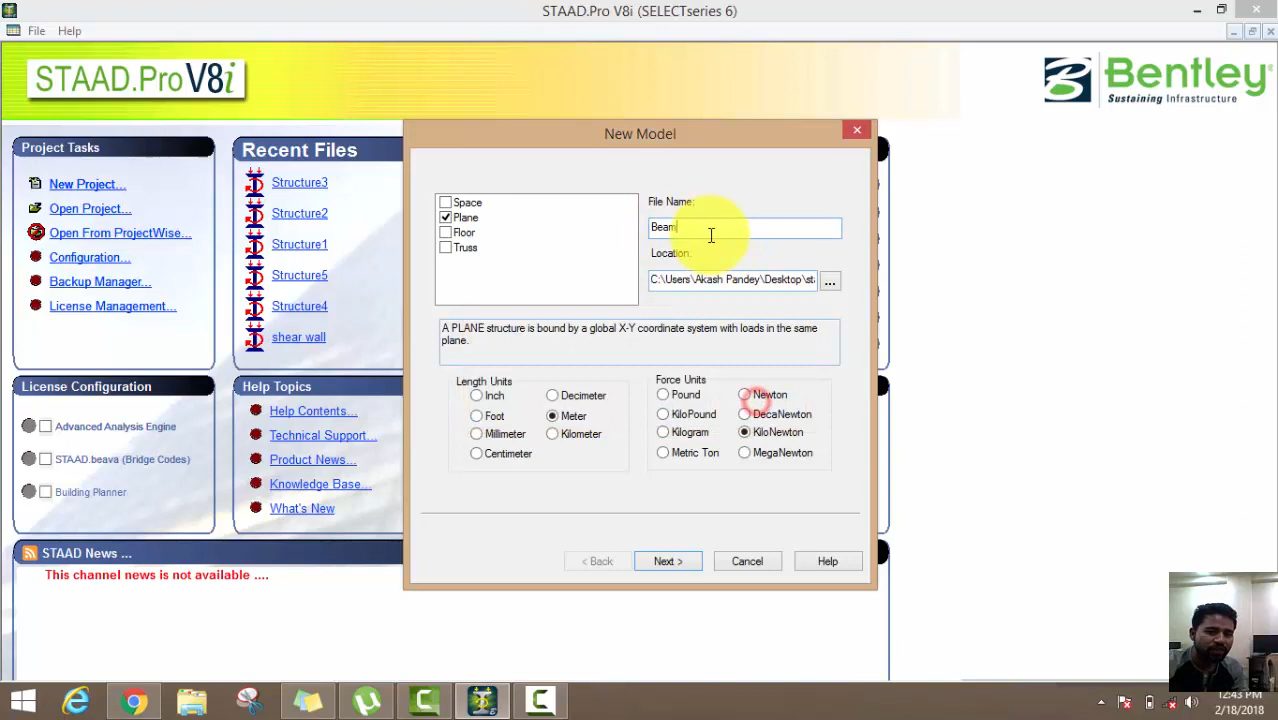 STAAD.Pro V8i (SELECTseries 6)
File Help
STAAD.Pro V8i
Bentley®
Sustaining Infrastructure
Project Tasks
New Project...
Open Project...
Open From ProjectWise...
Configuration...
Backup Manager...
License Management...
Recent Files
Structure3
Structure2
Structure1
Structure5
Structure4
shear wall
License Configuration
Advanced Analysis Engine
STAAD.beava (Bridge Codes)
Building Planner
Help Topics
Help Contents...
Technical Support...
Product News...
Knowledge Base...
What's New
STAAD News ...
This channel news is not available ....
New Model
Space
Plane
Floor
Truss
File Name:
Beam
Location:
C:\Users\Akash Pandey\Desktop\sta
...
A PLANE structure is bound by a global X-Y coordinate system with loads in the same
plane.
Length Units
Inch
Foot
Millimeter
Centimeter
Decimeter
Meter
Kilometer
Force Units
Pound
KiloPound
Kilogram
Metric Ton
Newton
DecaNewton
KiloNewton
MegaNewton
< Back
Next >
Cancel
Help
12:43 PM
2/18/2018